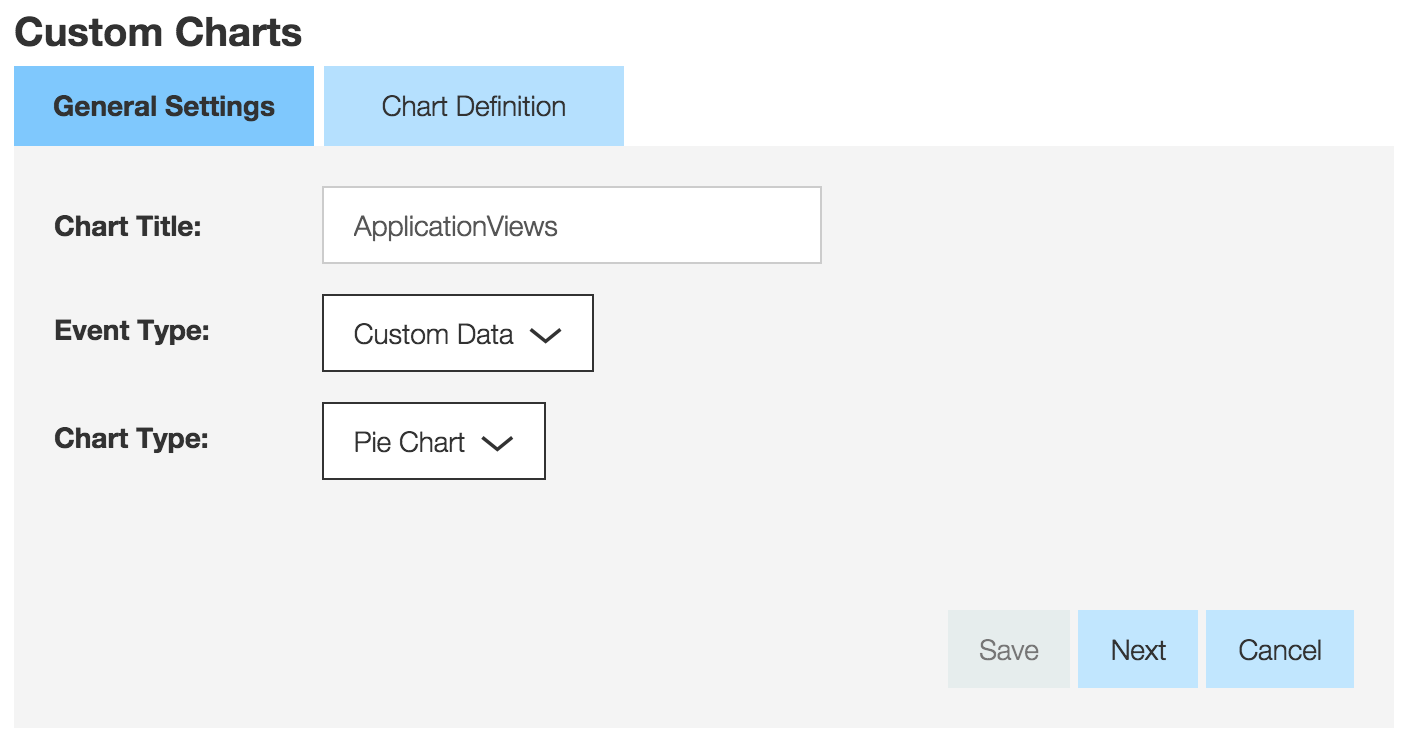 Custom Charts
General Settings
Chart Definition
Chart Title:
ApplicationViews
Event Type:
Custom Data
Chart Type:
Pie Chart
Save
Next
Cancel